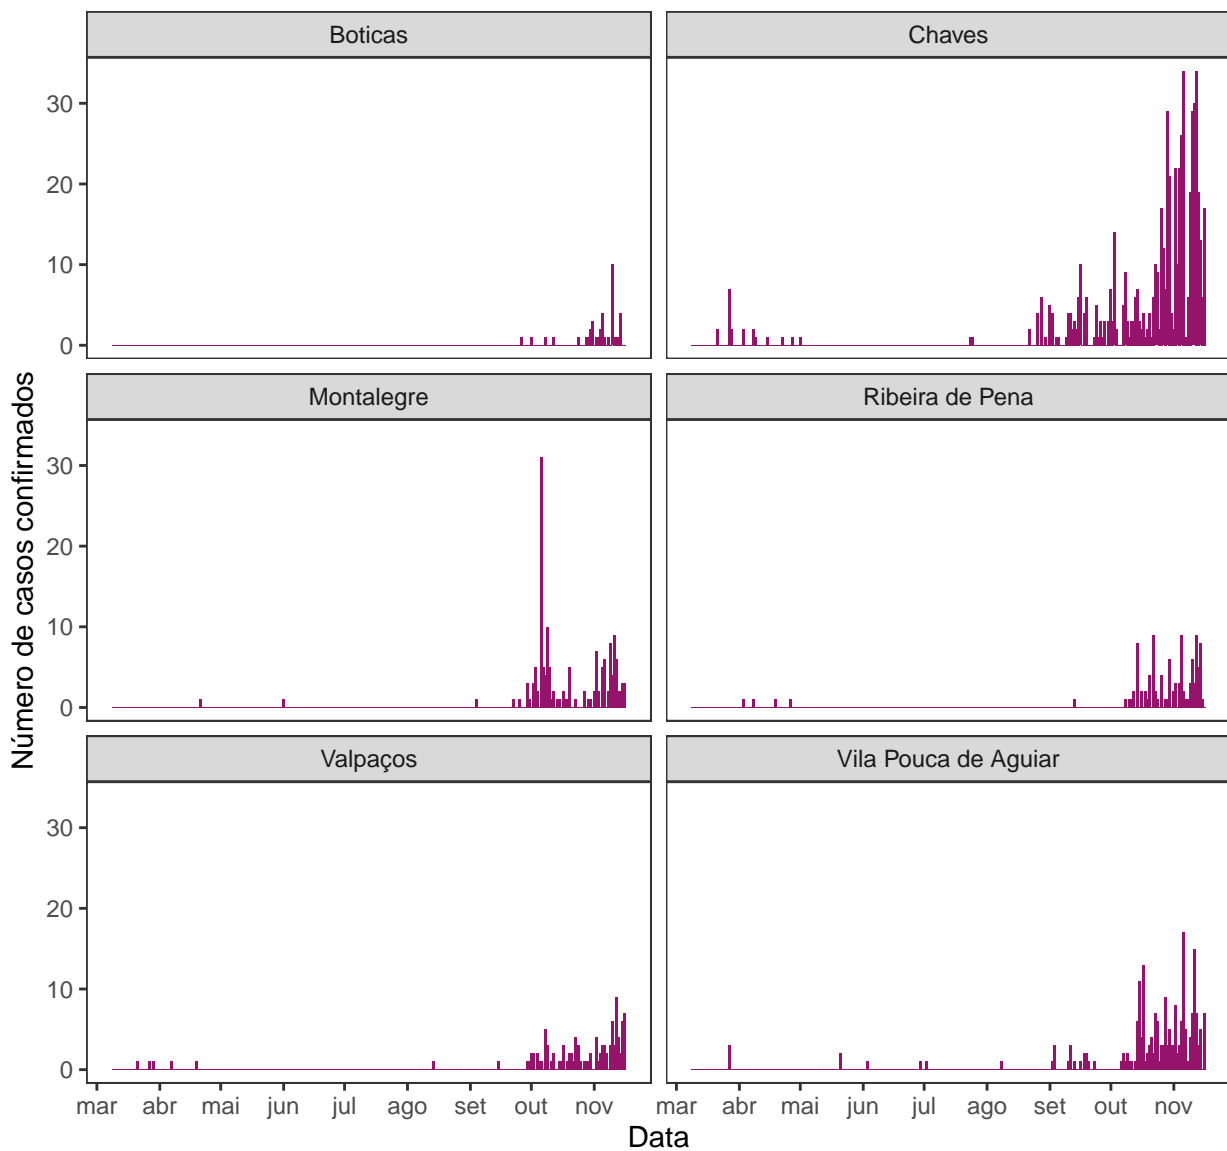 Boticas
Chaves
30
20
10
0
Montalegre
Ribeira de Pena
30
20
10
0
Número de casos confirmados
Valpaços
Vila Pouca de Aguiar
30
20
10
0
mar abr mai jun jul ago set out nov
mar abr mai jun jul ago set out nov
Data